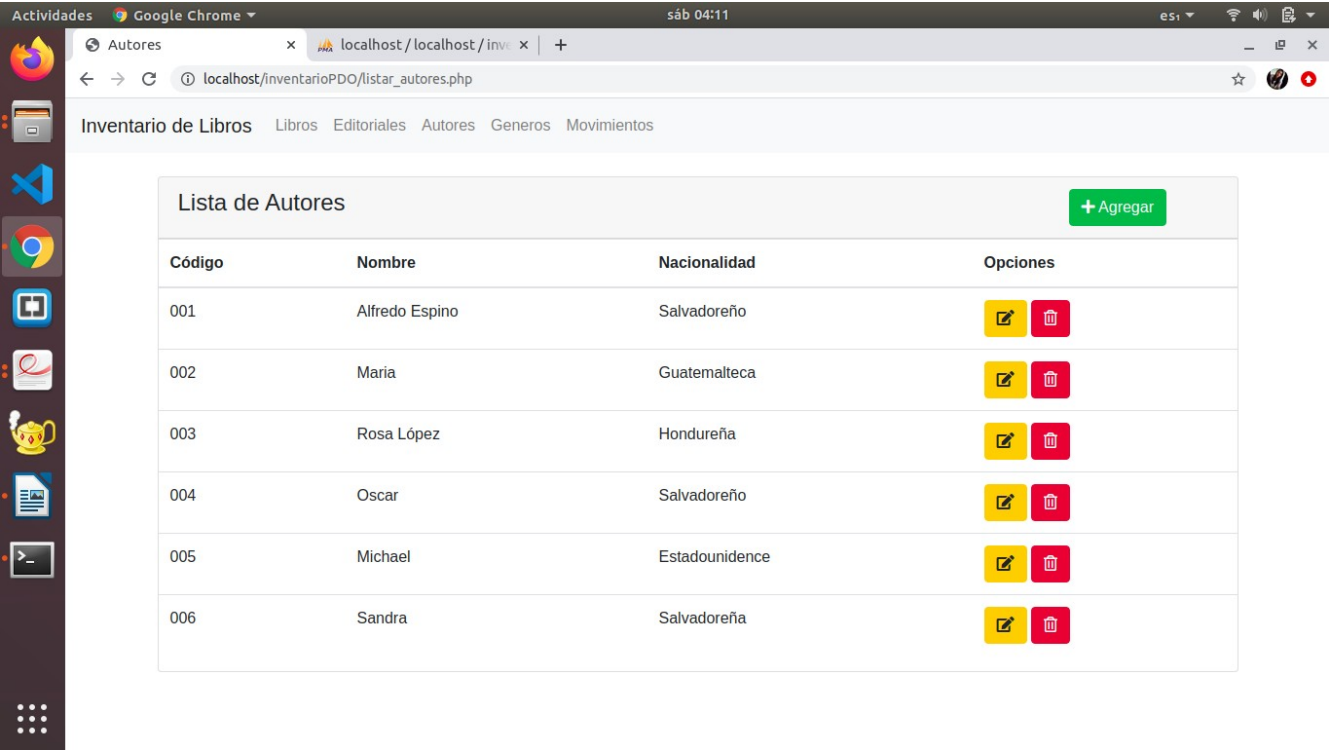 Actividades Google Chrome sáb 04:11 es₁
Autores localhost / localhost / inve
localhost/inventarioPDO/listar_autores.php
Inventario de Libros Libros Editoriales Autores Generos Movimientos
Lista de Autores Agregar
Código Nombre Nacionalidad Opciones
001 Alfredo Espino Salvadoreño
002 Maria Guatemalteca
003 Rosa López Hondureña
004 Oscar Salvadoreño
005 Michael Estadounidence
006 Sandra Salvadoreña